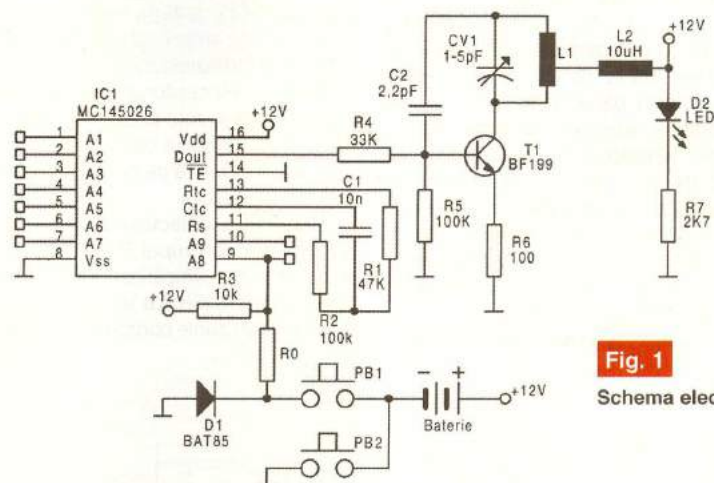 IC1
MC145026
1 A1
2 A2
3 A3
4 A4
5 A5
6 A6
7 A7
8 Vss
Vdd 16
Dout 15
TE 14
Rtc 13
Ctc 12
Rs 11
A9 10
A8 9
+12V
R4
33K
C2
2,2pF
CV1
1-5pF
L1
L2
10uH
+12V
D2
LED
R7
2K7
T1
BF199
R5
100K
R6
100
C1
10n
R1
47K
R2
100k
R3
10k
+12V
R0
D1
BAT85
PB1
PB2
- +
Baterie
+12V
Fig. 1
Schema elec